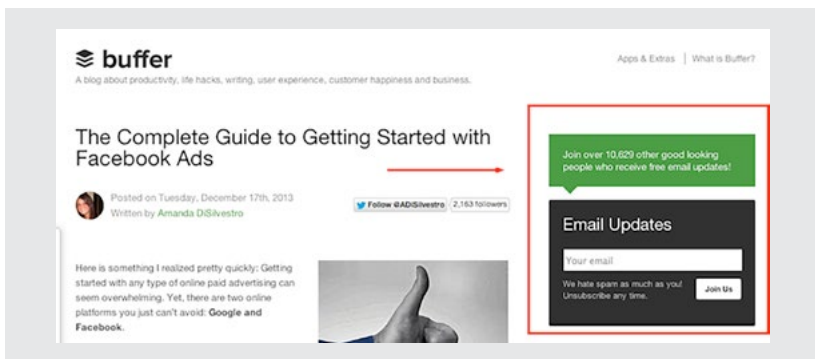 buffer
A blog about productivity, life hacks, writing, user experience, customer happiness and business.
Apps & Extras | What is Buffer?
The Complete Guide to Getting Started with
Facebook Ads
Posted on Tuesday, December 17th, 2013
Written by Amanda DiSilvestro
Follow @ADiSilvestro
2,163 followers
Here is something I realized pretty quickly: Getting
started with any type of online paid advertising can
seem overwhelming. Yet, there are two online
platforms you just can't avoid: Google and
Facebook.
Join over 10,629 other good looking
people who receive free email updates!
Email Updates
Your email
We hate spam as much as you!
Unsubscribe any time.
Join Us